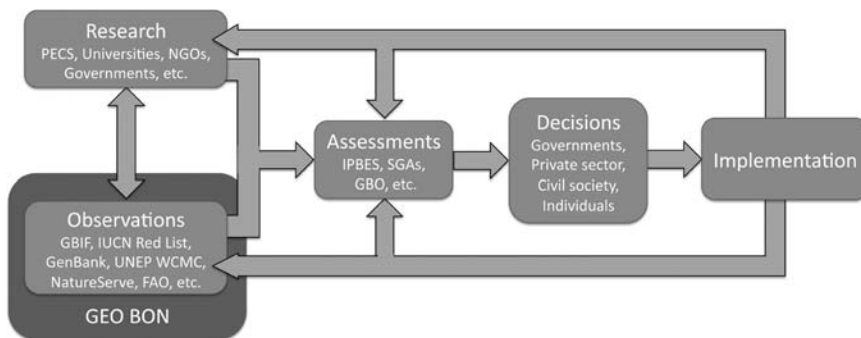 Research
PECS, Universities, NGOs,
Governments, etc.
Assessments
IPBES, SGAs,
GBO, etc.
Decisions
Governments,
Private sector,
Civil society,
Individuals
Implementation
Observations
GBIF, IUCN Red List,
GenBank, UNEP WCMC,
NatureServe, FAO, etc.
GEO BON